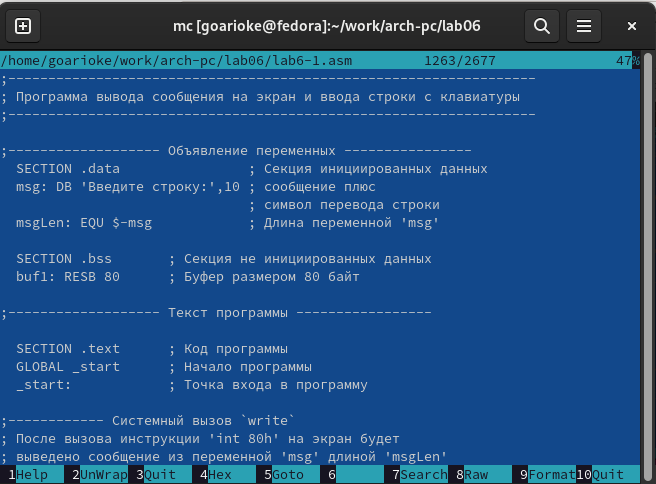 mc [goarioke@fedora]:~/work/arch-pc/lab06
/home/goarioke/work/arch-pc/lab06/lab6-1.asm 1263/2677 47%
;------------------------------------------------------------------
; Программа вывода сообщения на экран и ввода строки с клавиатуры
;------------------------------------------------------------------
;------------------- Объявление переменных ----------------
SECTION .data ; Секция инициированных данных
msg: DB 'Введите строку:',10 ; сообщение плюс
; символ перевода строки
msgLen: EQU $-msg ; Длина переменной 'msg'
SECTION .bss ; Секция не инициированных данных
buf1: RESB 80 ; Буфер размером 80 байт
;------------------- Текст программы -----------------
SECTION .text ; Код программы
GLOBAL _start ; Начало программы
_start: ; Точка входа в программу
;------------ Системный вызов `write`
; После вызова инструкции 'int 80h' на экран будет
; выведено сообщение из переменной 'msg' длиной 'msgLen'
1Help 2UnWrap 3Quit 4Hex 5Goto 6 7Search 8Raw 9Format 10Quit